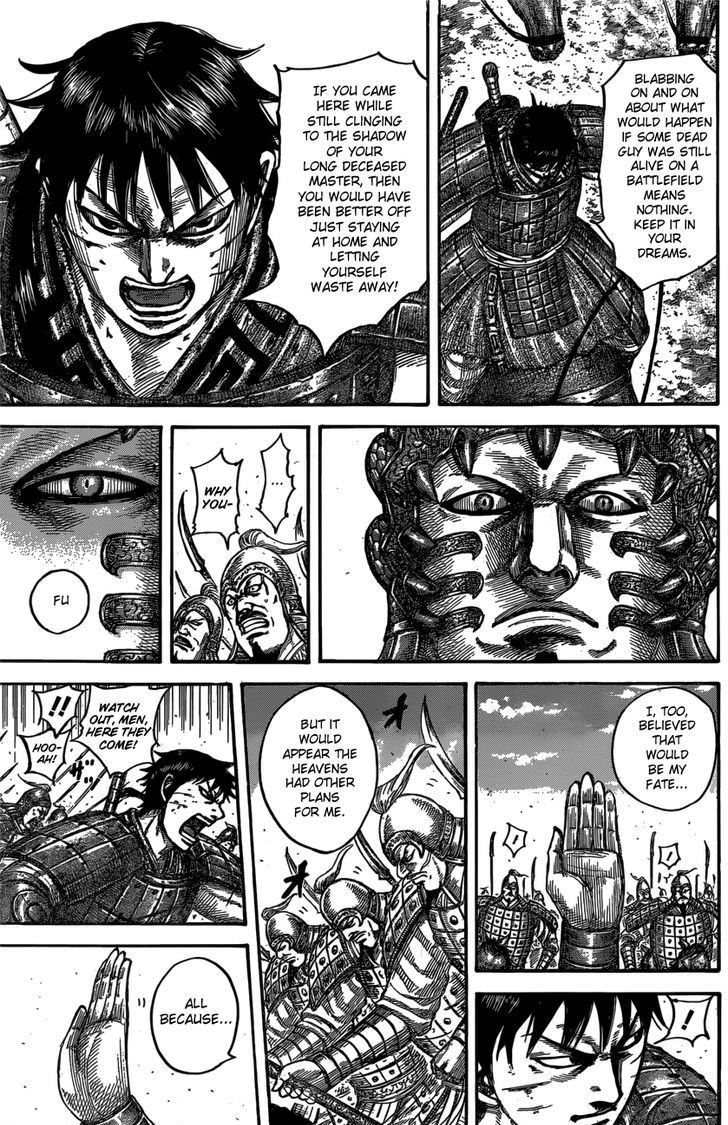 BLABBING
ON AND ON
ABOUT WHAT
WOULD HAPPEN
IF SOME DEAD
GUY WAS STILL
ALIVE ON A
BATTLEFIELD
MEANS
NOTHING.
KEEP IT IN
YOUR
DREAMS.
IF YOU CAME
HERE WHILE
STILL CLINGING
TO THE SHADOW
OF YOUR
LONG DECEASED
MASTER, THEN
YOU WOULD HAVE
BEEN BETTER OFF
JUST STAYING
AT HOME AND
LETTING
YOURSELF
WASTE AWAY!
...
...
WHY
YOU-
FU
I, TOO,
BELIEVED
THAT
WOULD
BE MY
FATE...
!
!
!!
BUT IT
WOULD
APPEAR THE
HEAVENS
HAD OTHER
PLANS
FOR ME.
オ
オ
WATCH
OUT, MEN,
HERE THEY
COME!
!!
HOO-
AH!
ザ
ALL
BECAUSE...